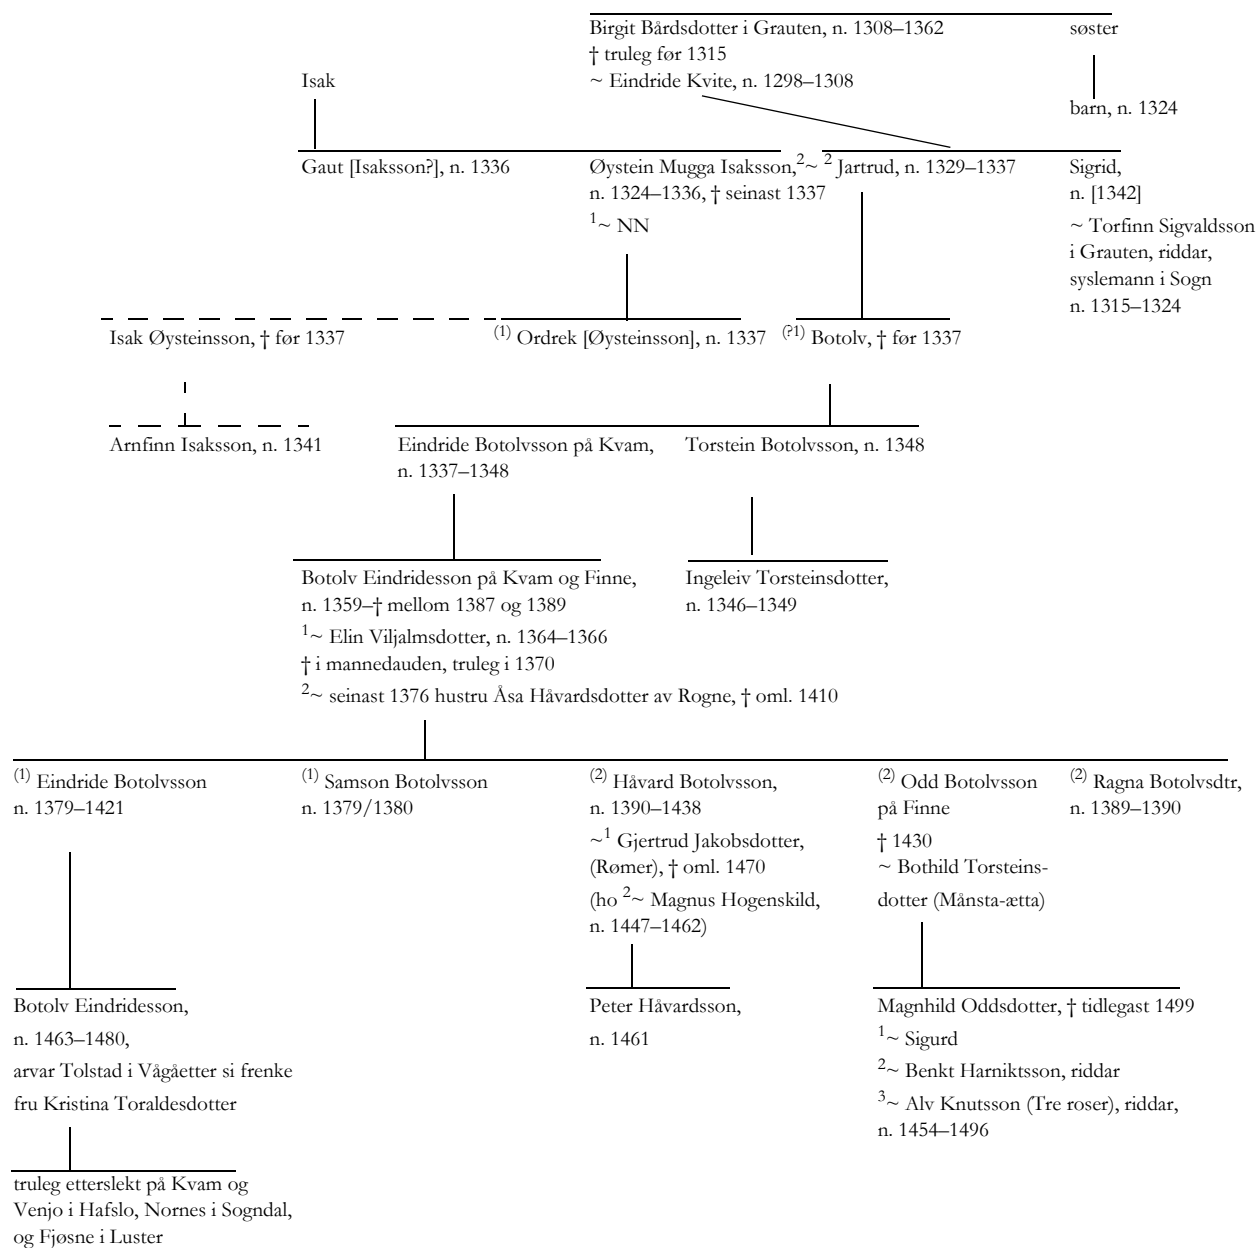 Birgit Bårdsdotter i Grauten, n. 1308–1362
† truleg før 1315
~ Eindride Kvite, n. 1298–1308
søster
barn, n. 1324
Isak
Gaut [Isaksson?], n. 1336
Øystein Mugga Isaksson,²~ ² Jartrud, n. 1329–1337
n. 1324–1336, † seinast 1337
¹~ NN
Sigrid,
n. [1342]
~ Torfinn Sigvaldsson
i Grauten, riddar,
syslemann i Sogn
n. 1315–1324
Isak Øysteinsson, † før 1337
(1) Ordrek [Øysteinsson], n. 1337
(?1) Botolv, † før 1337
Arnfinn Isaksson, n. 1341
Eindride Botolvsson på Kvam,
n. 1337–1348
Torstein Botolvsson, n. 1348
Botolv Eindridesson på Kvam og Finne,
n. 1359–† mellom 1387 og 1389
¹~ Elin Viljalmsdotter, n. 1364–1366
† i mannedauden, truleg i 1370
²~ seinast 1376 hustru Åsa Håvardsdotter av Rogne, † oml. 1410
Ingeleiv Torsteinsdotter,
n. 1346–1349
(1) Eindride Botolvsson
n. 1379–1421
(1) Samson Botolvsson
n. 1379/1380
(2) Håvard Botolvsson,
n. 1390–1438
~¹ Gjertrud Jakobsdotter,
(Rømer), † oml. 1470
(ho ²~ Magnus Hogenskild,
n. 1447–1462)
(2) Odd Botolvsson
på Finne
† 1430
~ Bothild Torsteins-
dotter (Månsta-ætta)
(2) Ragna Botolvsdtr,
n. 1389–1390
Botolv Eindridesson,
n. 1463–1480,
arvar Tolstad i Vågåetter si frenke
fru Kristina Toraldesdotter
Peter Håvardsson,
n. 1461
Magnhild Oddsdotter, † tidlegast 1499
¹~ Sigurd
²~ Benkt Harniktsson, riddar
³~ Alv Knutsson (Tre roser), riddar,
n. 1454–1496
truleg etterslekt på Kvam og
Venjo i Hafslo, Nornes i Sogndal,
og Fjøsne i Luster